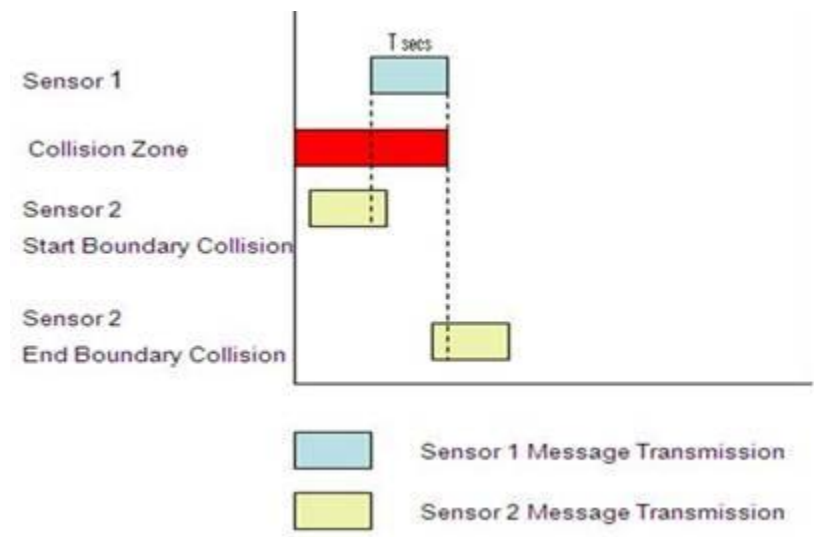 T secs
Sensor 1
Collision Zone
Sensor 2
Start Boundary Collision
Sensor 2
End Boundary Collision
Sensor 1 Message Transmission
Sensor 2 Message Transmission